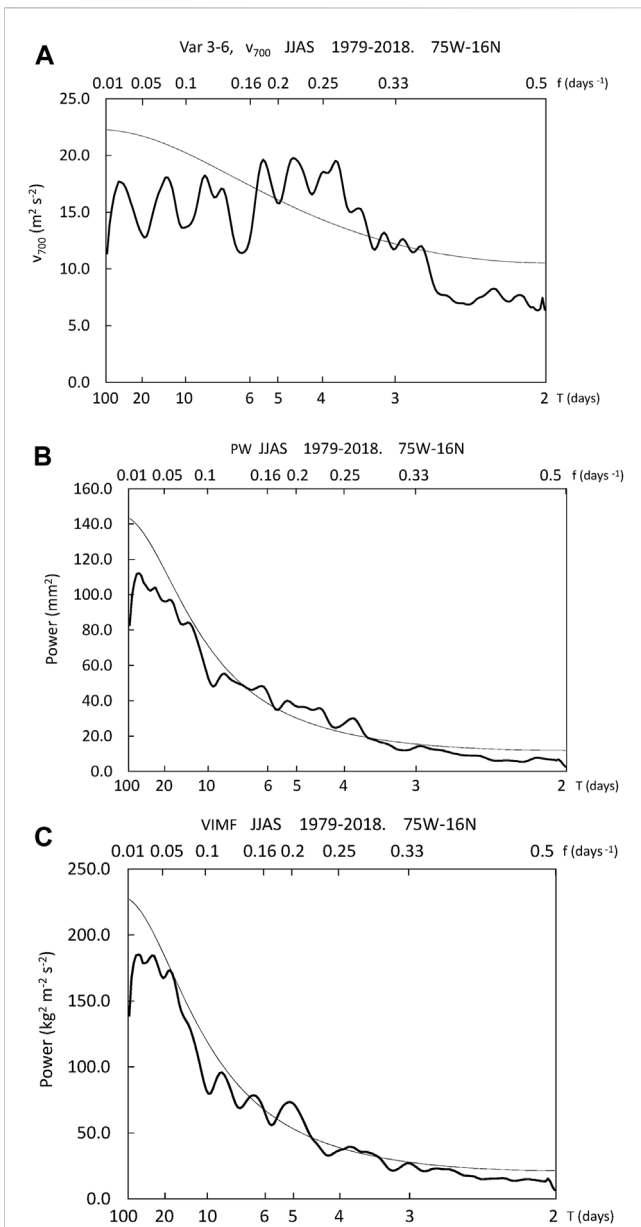 A
Var 3-6, v700 JJAS 1979-2018. 75W-16N
0.01 0.05 0.1 0.16 0.2 0.25 0.33 0.5 f (days -1)
25.0
20.0
15.0
10.0
5.0
0.0
v700 (m2 s-2)
100 20 10 6 5 4 3 2 T (days)
B
PW JJAS 1979-2018. 75W-16N
0.01 0.05 0.1 0.16 0.2 0.25 0.33 0.5 f (days -1)
160.0
140.0
120.0
100.0
80.0
60.0
40.0
20.0
0.0
Power (mm2)
100 20 10 6 5 4 3 2 T (days)
C
VIMF JJAS 1979-2018. 75W-16N
0.01 0.05 0.1 0.16 0.2 0.25 0.33 0.5 f (days-1)
250.0
200.0
150.0
100.0
50.0
0.0
Power (kg2 m-2 s-2)
100 20 10 6 5 4 3 2 T (days)